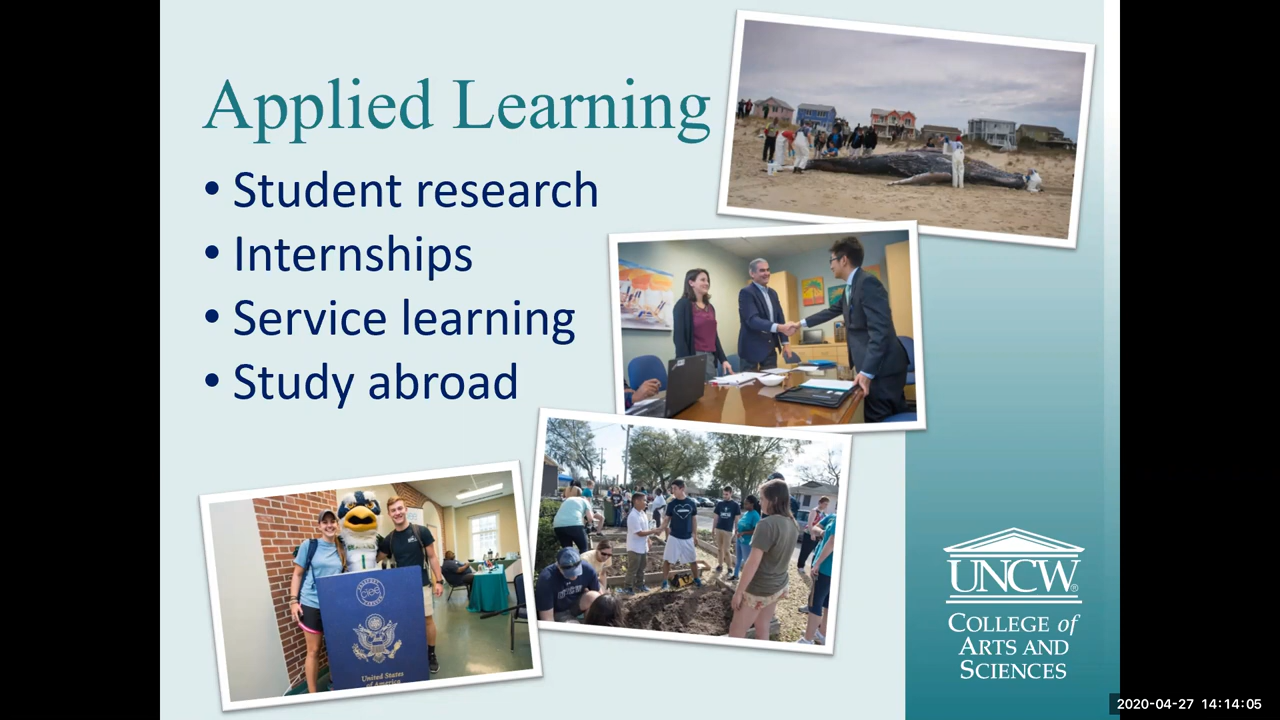 Applied Learning
• Student research
• Internships
• Service learning
• Study abroad
United States
of America
UNCW®
COLLEGE of
ARTS AND
SCIENCES
2020-04-27 14:14:05